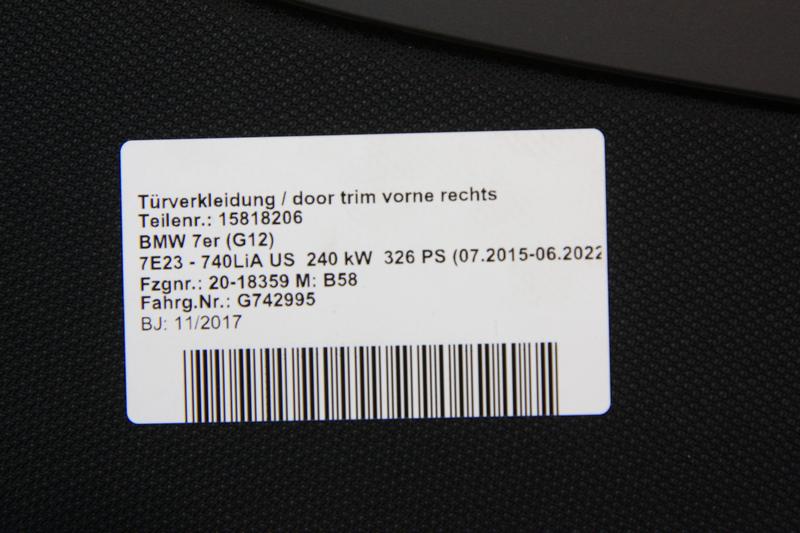 Türverkleidung / door trim vorne rechts
Teilenr.: 15818206
BMW 7er (G12)
7E23 - 740LiA US 240 kW 326 PS (07.2015-06.2022
Fzgnr.: 20-18359 M: B58
Fahrg.Nr.: G742995
BJ: 11/2017